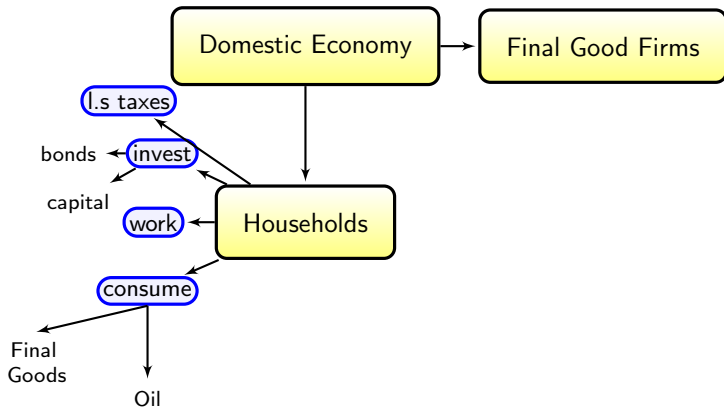 Domestic Economy
Final Good Firms
l.s taxes
bonds
invest
capital
Households
work
consume
Final
Goods
Oil